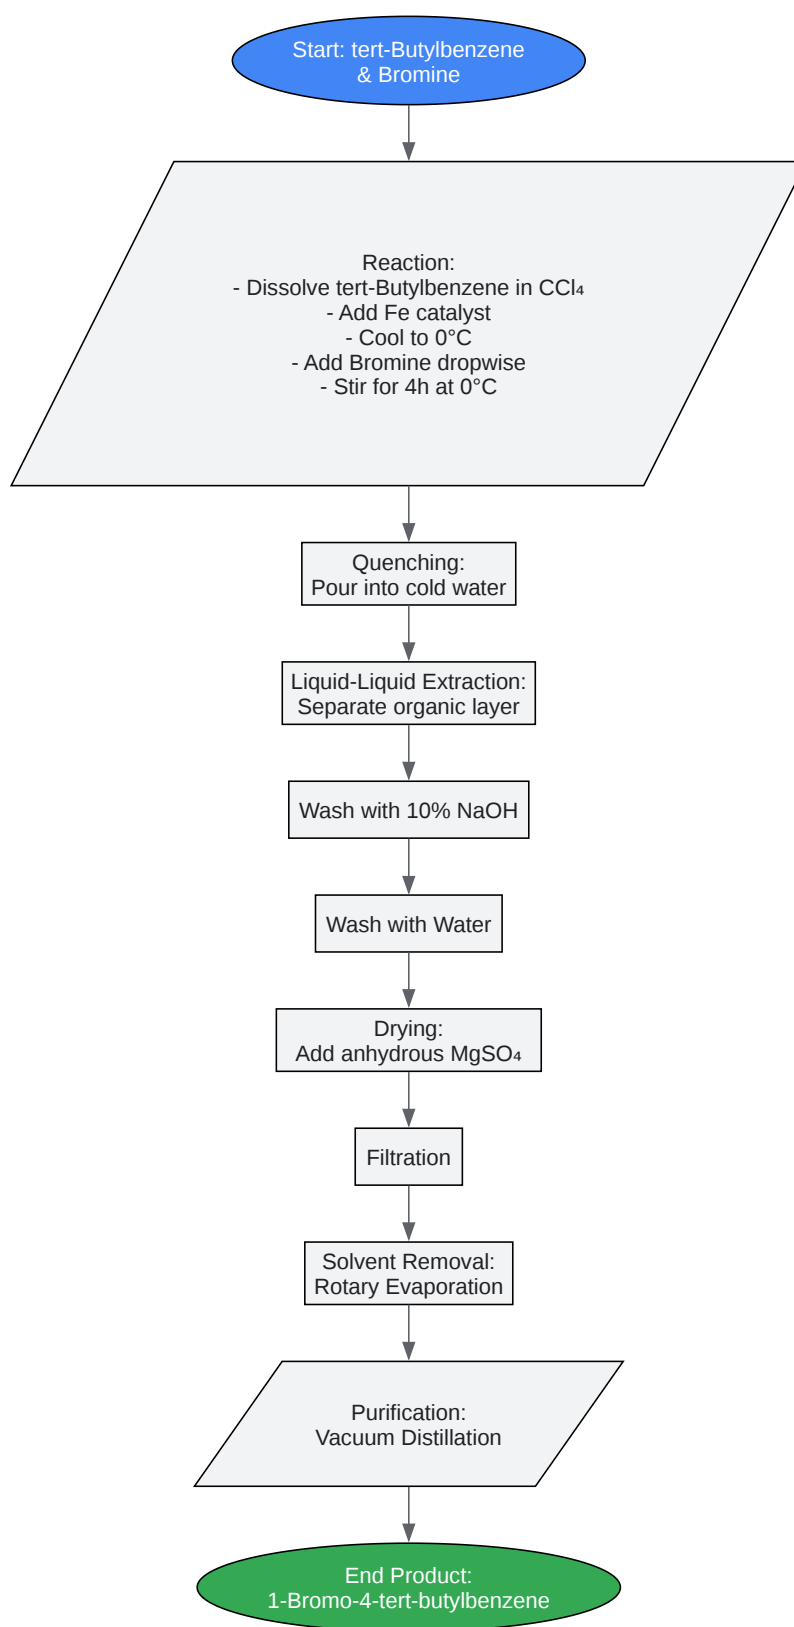 Start: tert-Butylbenzene
& Bromine
Reaction:
- Dissolve tert-Butylbenzene in CCl₄
- Add Fe catalyst
- Cool to 0°C
- Add Bromine dropwise
- Stir for 4h at 0°C
Quenching:
Pour into cold water
Liquid-Liquid Extraction:
Separate organic layer
Wash with 10% NaOH
Wash with Water
Drying:
Add anhydrous MgSO₄
Filtration
Solvent Removal:
Rotary Evaporation
Purification:
Vacuum Distillation
End Product:
1-Bromo-4-tert-butylbenzene